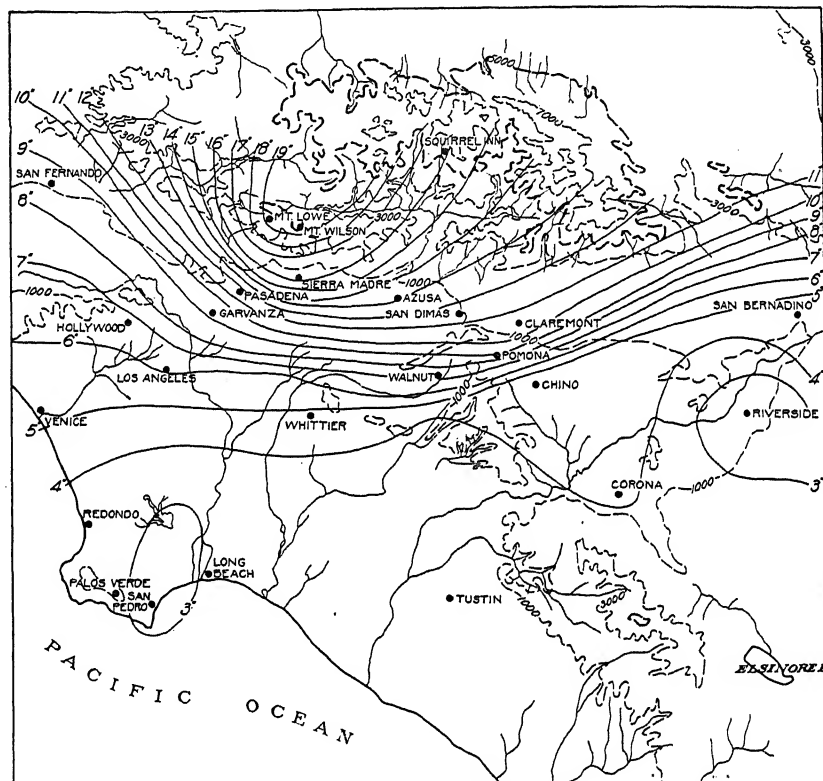 3000
5000
7000
10" 11" 12"
3000
13" 14" 15" 16" 17" 18" 19"
SQUIRREL INN
9"
SAN FERNANDO
8"
11"
10"
9"
8"
7"
6"
5"
MT. LOWE
3000
MT. WILSON
3000
7"
1000
SIERRA MADRE
1000
PASADENA
AZUSA
GARVANZA
SAN DIMAS
CLAREMONT
SAN BERNADINO
HOLLYWOOD
6"
1000
POMONA
LOS ANGELES
WALNUT
CHINO
4"
1000
VENICE
5"
WHITTIER
RIVERSIDE
4"
CORONA
1000
3"
REDONDO
LONG
BEACH
PALOS VERDE
SAN
PEDRO
3"
TUSTIN
1000
3000
ELSINORE
PACIFIC OCEAN